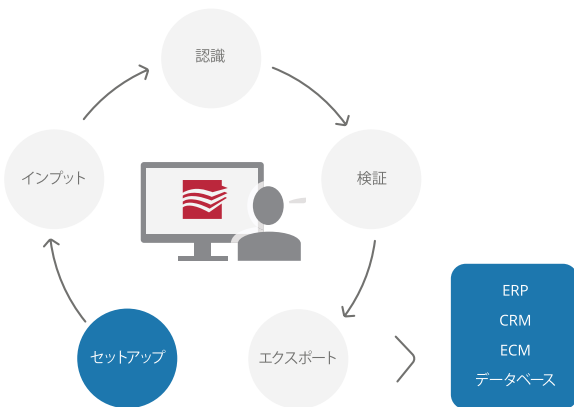 認識
インプット
検証
セットアップ
エクスポート
ERP
CRM
ECM
データベース